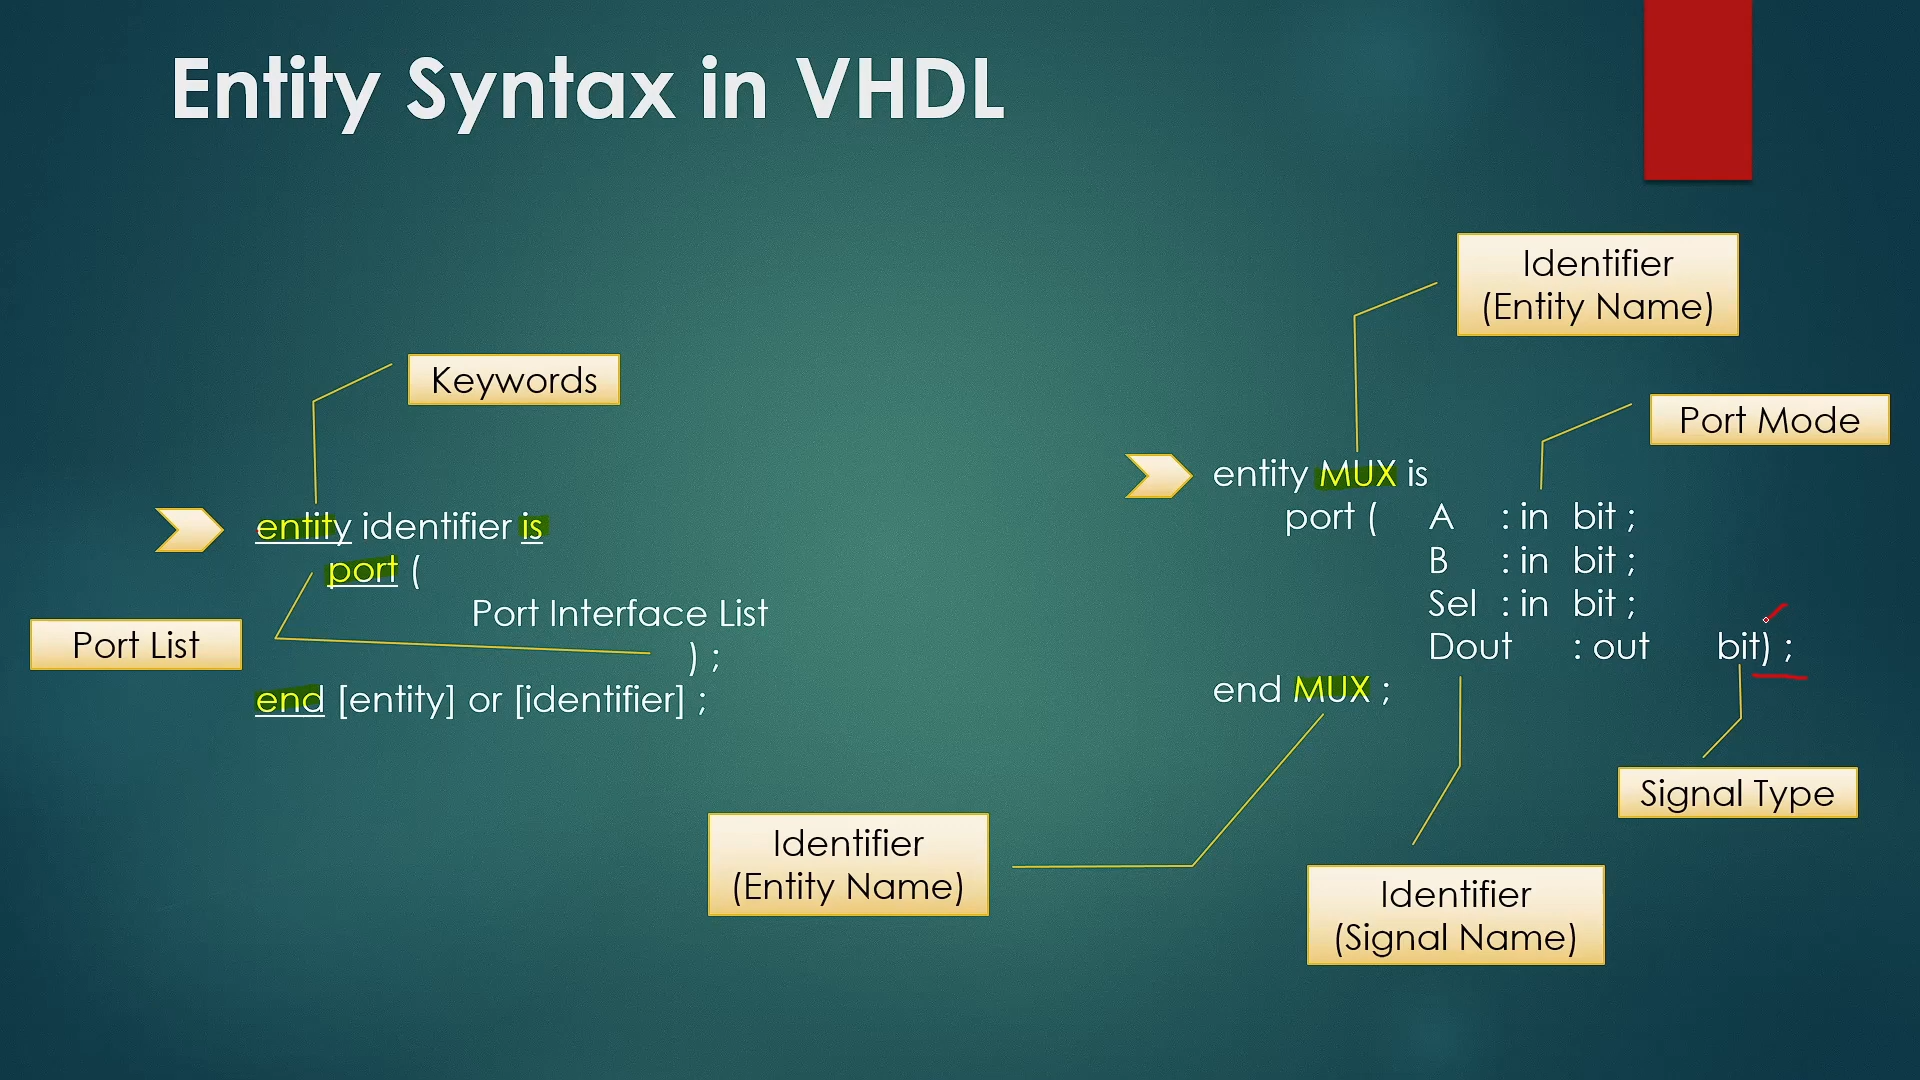 Entity Syntax in VHDL
Keywords
entity identifier is
port (
Port Interface List
) ;
end [entity] or [identifier] ;
Port List
Identifier
(Entity Name)
Port Mode
entity MUX is
port ( A : in bit ;
B : in bit ;
Sel : in bit ;
Dout : out bit) ;
end MUX ;
Signal Type
Identifier
(Entity Name)
Identifier
(Signal Name)